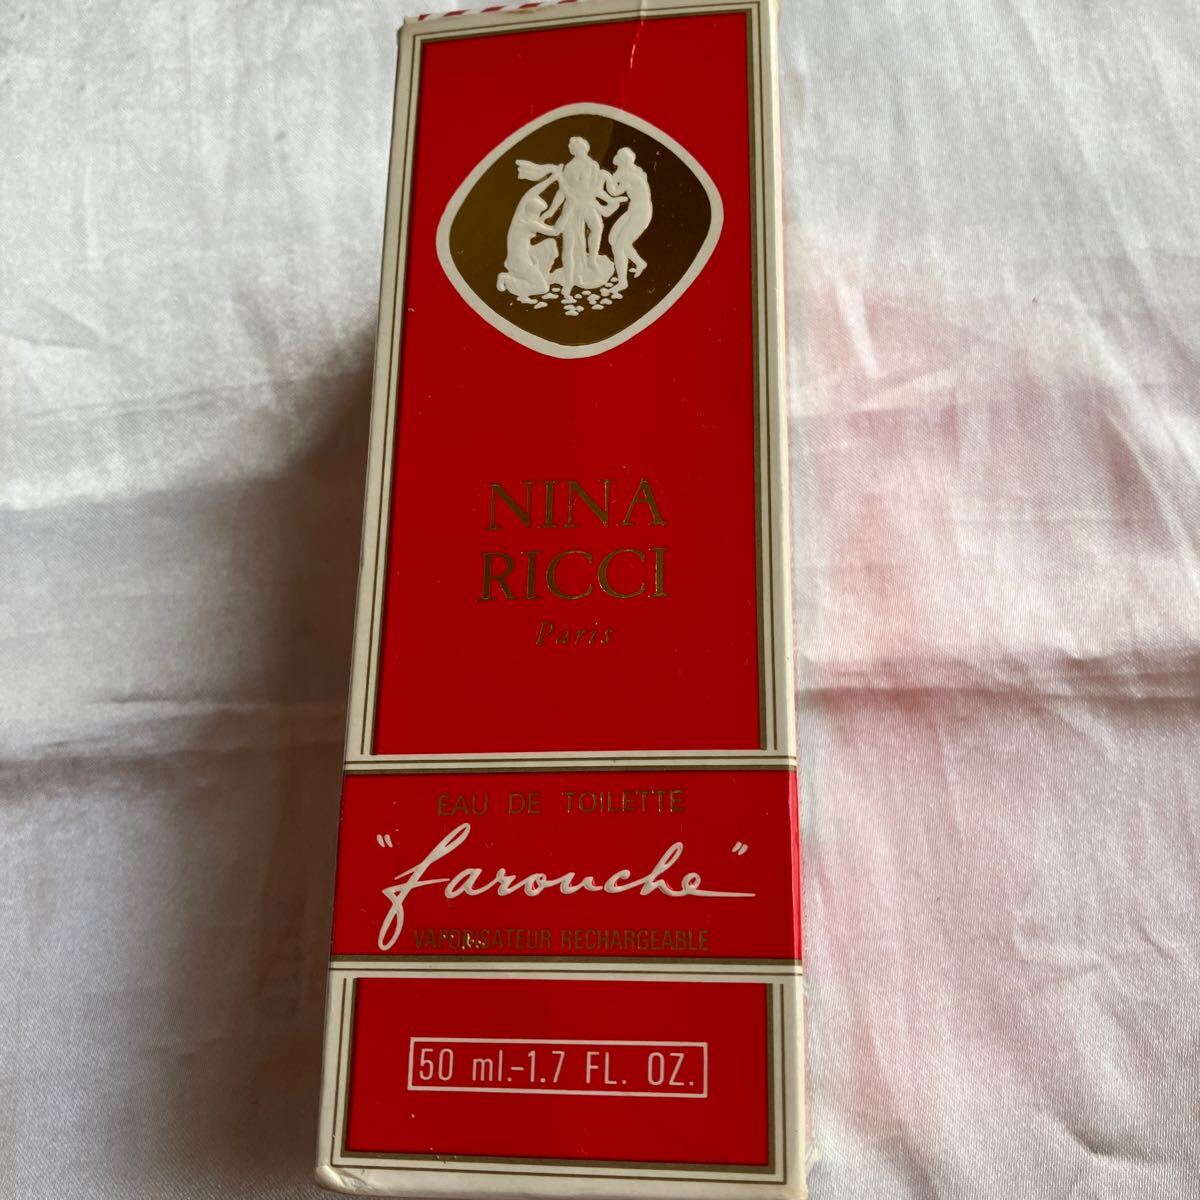 NINA
RICCI
Paris
EAU DE TOILETTE
"farouche"
VAPORISATEUR RECHARGEABLE
50 ml.-1.7 FL. OZ.